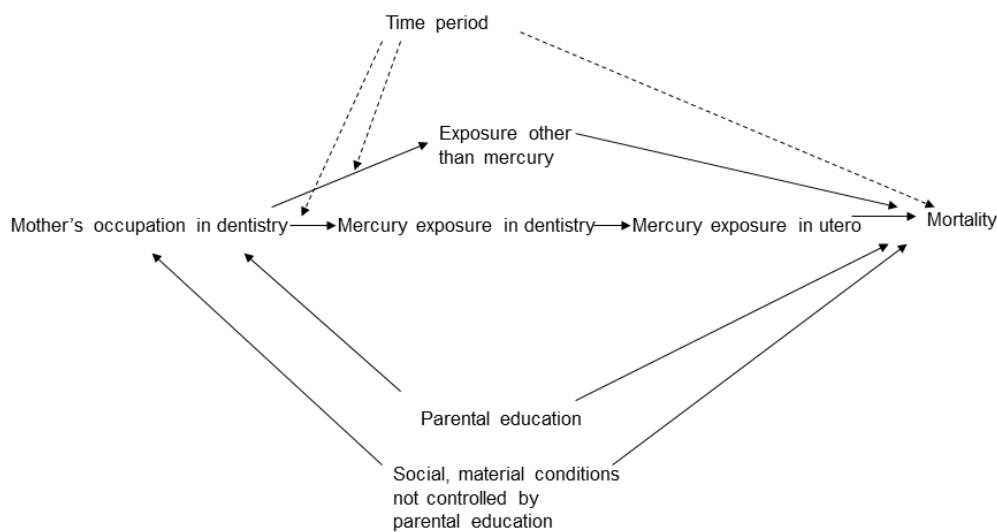 Time period
Exposure other
than mercury
Mother's occupation in dentistry
Mercury exposure in dentistry
Mercury exposure in utero
Mortality
Parental education
Social, material conditions
not controlled by
parental education